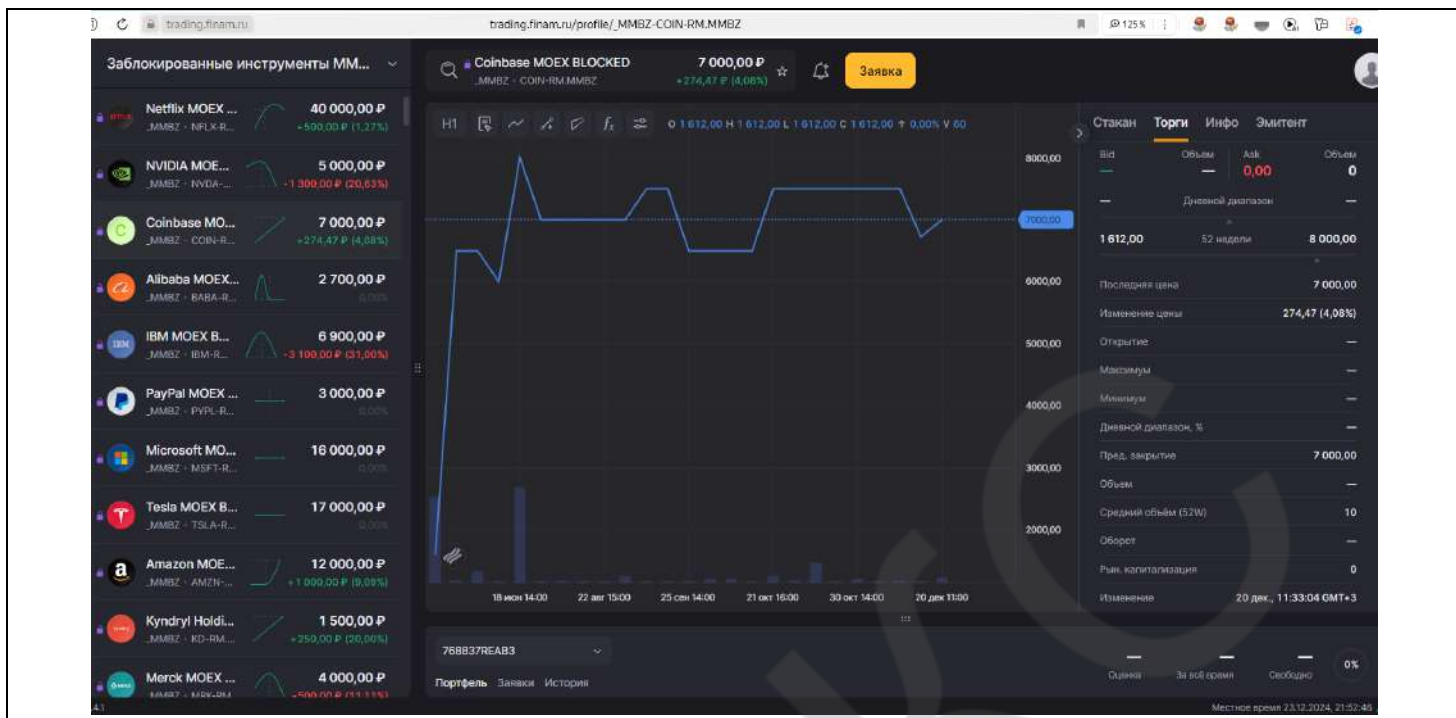 trading.finam.ru
trading.finam.ru/profile/_MMBZ-COIN-RM.MMBZ
125 %
Заблокированные инструменты MM...
Netflix MOEX ... 40 000,00 ₽
_MMBZ · NFLX-R... +500,00 ₽ (1,27%)
NVIDIA MOE... 5 000,00 ₽
_MMBZ · NVDA-... -1 300,00 ₽ (20,63%)
Coinbase MO... 7 000,00 ₽
_MMBZ · COIN-R... +274,47 ₽ (4,08%)
Alibaba MOEX... 2 700,00 ₽
_MMBZ · BABA-R... 0,00%
IBM MOEX B... 6 900,00 ₽
_MMBZ · IBM-R... -3 100,00 ₽ (31,00%)
PayPal MOEX ... 3 000,00 ₽
_MMBZ · PYPL-R... 0,00%
Microsoft MO... 16 000,00 ₽
_MMBZ · MSFT-R... 0,00%
Tesla MOEX B... 17 000,00 ₽
_MMBZ · TSLA-R... 0,00%
Amazon MOE... 12 000,00 ₽
_MMBZ · AMZN-... +1 000,00 ₽ (9,09%)
Kyndryl Holdi... 1 500,00 ₽
_MMBZ · KD-RM.... +250,00 ₽ (20,00%)
Merck MOEX ... 4 000,00 ₽
_MMBZ · MRK-RM... -500,00 ₽ (11,11%)
Coinbase MOEX BLOCKED 7 000,00 ₽
_MMBZ · COIN-RM.MMBZ +274,47 ₽ (4,08%)
Заявка
H1 O 1 612,00 H 1 612,00 L 1 612,00 C 1 612,00 0,00% V 60
8000,00
7000,00
6000,00
5000,00
4000,00
3000,00
2000,00
18 июн 14:00 22 авг 15:00 25 сен 14:00 21 окт 16:00 30 окт 14:00 20 дек 11:00
Стакан Торги Инфо Эмитент
Bid Объем Ask Объем
— — 0,00 0
— Дневной диапазон —
1 612,00 52 недели 8 000,00
Последняя цена 7 000,00
Изменение цены 274,47 (4,08%)
Открытие —
Максимум —
Минимум —
Дневной диапазон, % —
Пред. закрытие 7 000,00
Объем —
Средний объём (52W) 10
Оборот —
Рын. капитализация 0
Изменение 20 дек., 11:33:04 GMT+3
768837REAB3
Портфель Заявки История
— — — 0%
Оценка За всё время Свободно
4.1
Местное время 23.12.2024, 21:52:46